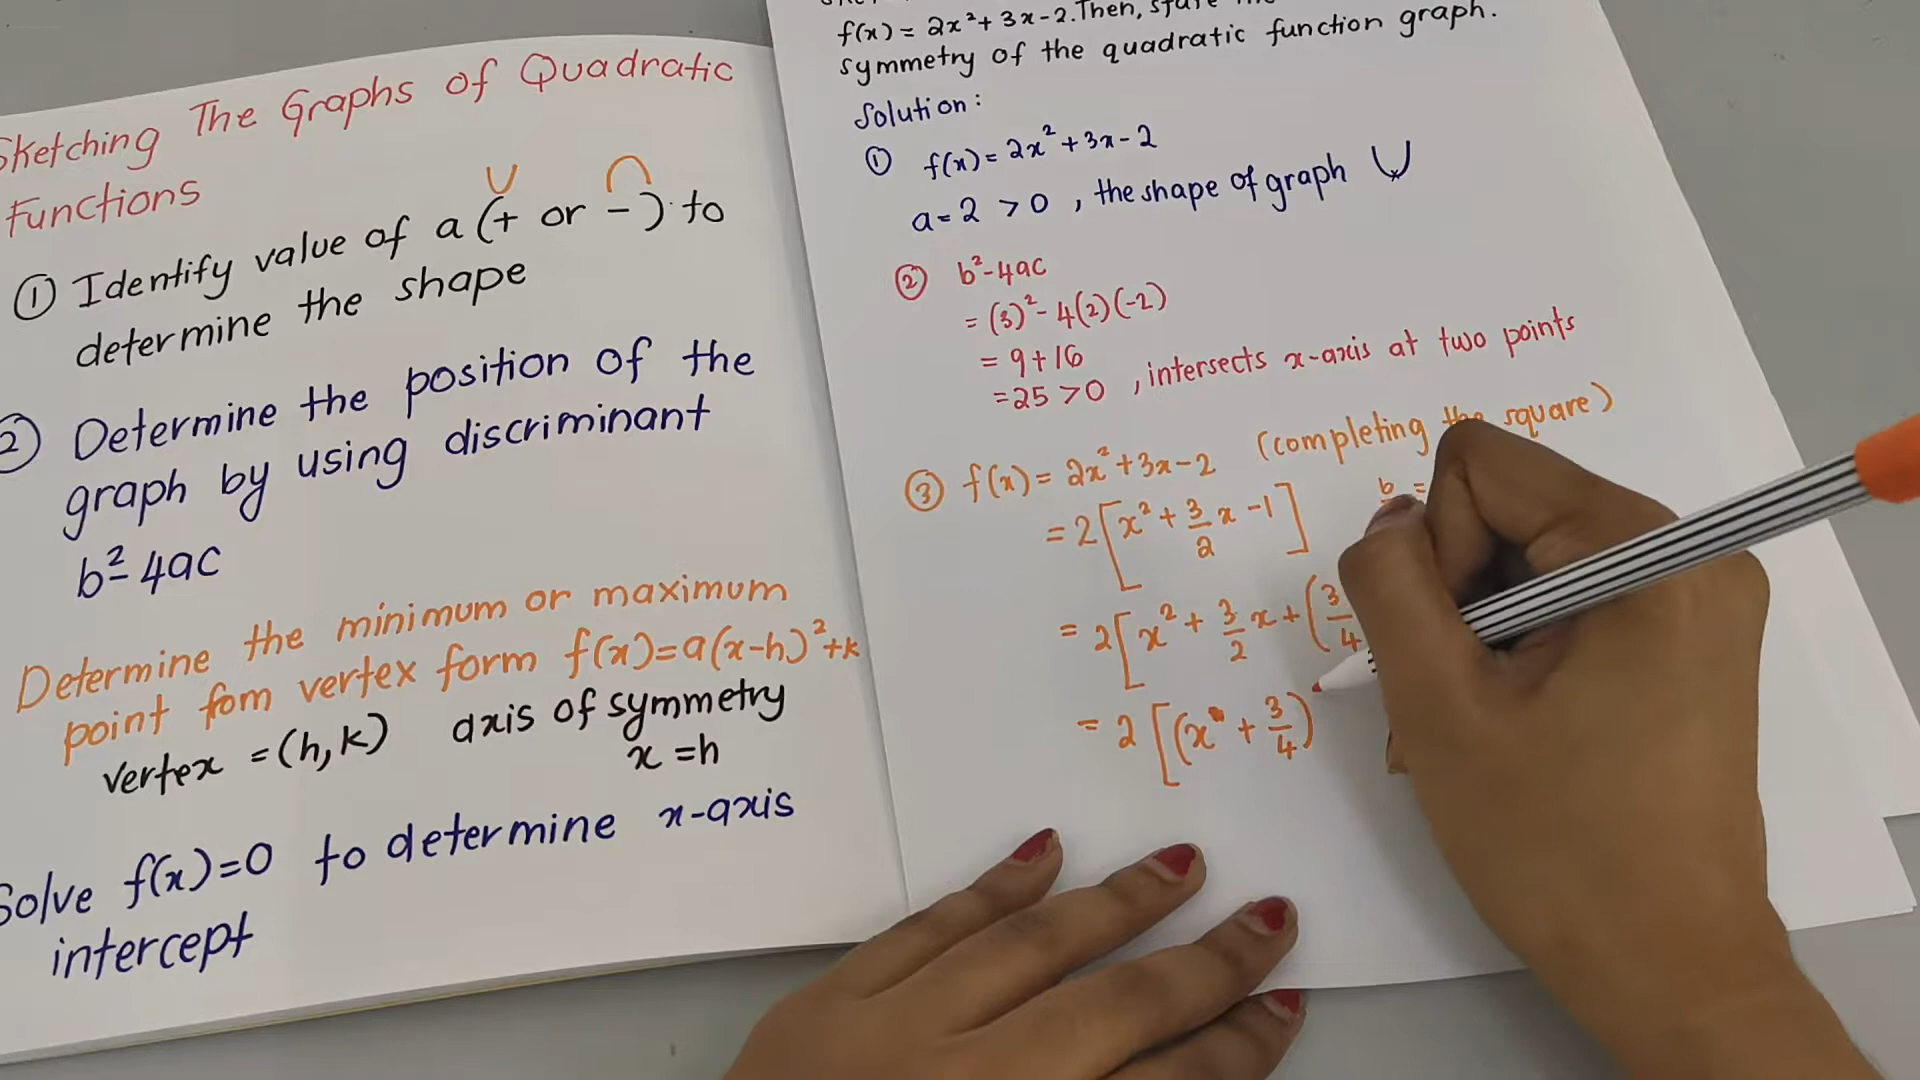 Sketching The Graphs of Quadratic
Functions
① Identify value of a (+ or −) to
determine the shape
② Determine the position of the
graph by using discriminant
b²-4ac
Determine the minimum or maximum
point fom vertex form f(x)=a(x-h)²+k
vertex =(h,k) axis of symmetry
x =h
Solve f(x)=0 to determine x-axis
intercept
f(x) = 2x²+3x-2. Then,
symmetry of the quadratic function graph.
Solution:
① f(x)= 2x²+3x-2
a=2 >0 , the shape of graph
② b²-4ac
= (3)²-4(2)(-2)
= 9+16
=25 >0 , intersects x-axis at two points
③ f(x)= 2x²+3x-2 (completing the square)
=2[x²+3/2x-1] b =
= 2[x²+3/2x+(3/4
= 2[(x +3/4)